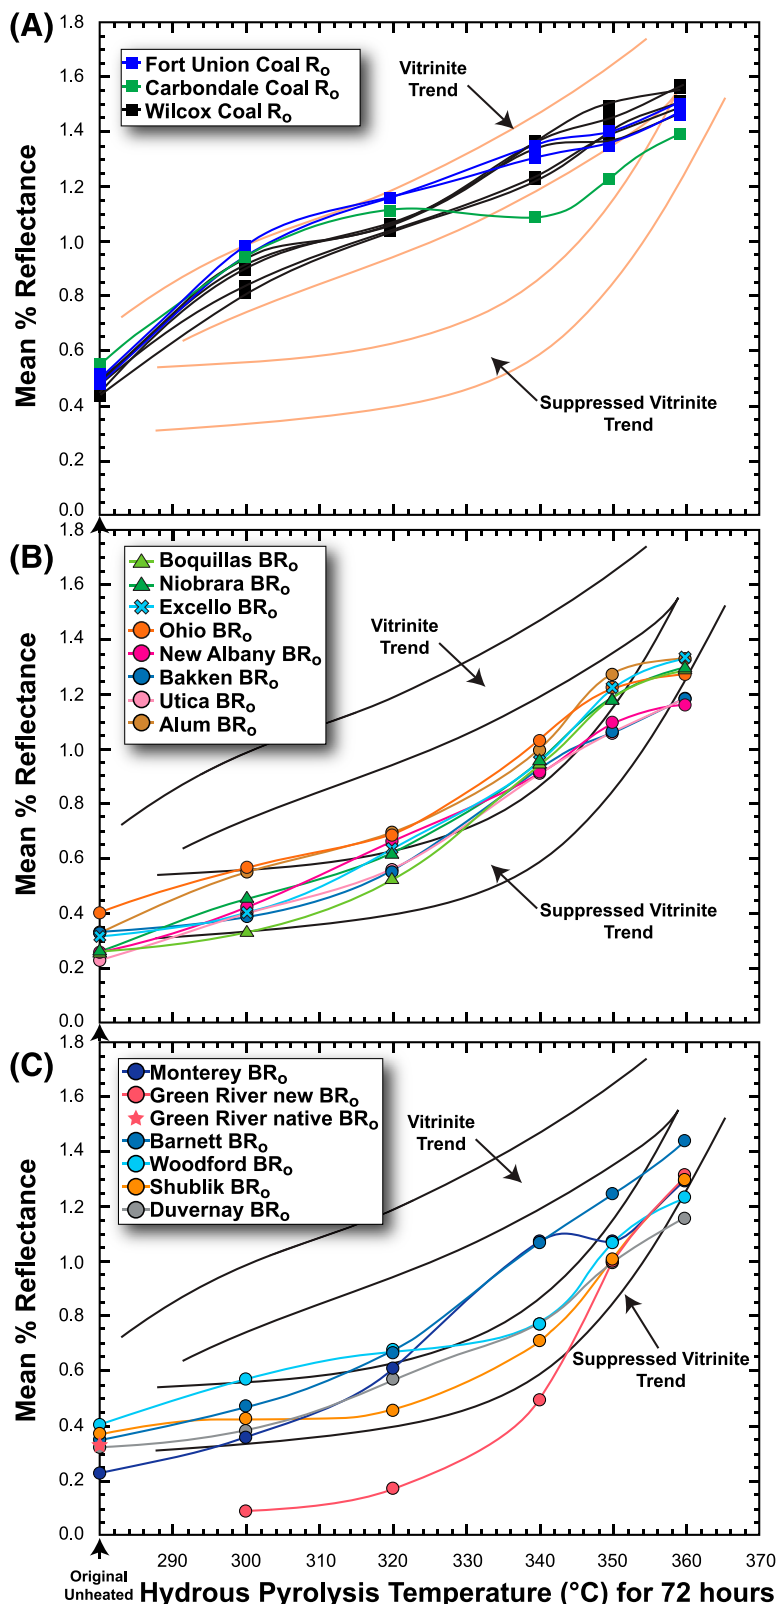 (A)
1.8
1.6
1.4
1.2
1.0
0.8
0.6
0.4
0.2
0.0
Mean % Reflectance
Fort Union Coal Ro
Carbondale Coal Ro
Wilcox Coal Ro
Vitrinite
Trend
Suppressed Vitrinite
Trend
(B)
1.8
1.6
1.4
1.2
1.0
0.8
0.6
0.4
0.2
0.0
Mean % Reflectance
Boquillas BRo
Niobrara BRo
Excello BRo
Ohio BRo
New Albany BRo
Bakken BRo
Utica BRo
Alum BRo
Vitrinite
Trend
Suppressed Vitrinite
Trend
(C)
1.8
1.6
1.4
1.2
1.0
0.8
0.6
0.4
0.2
0.0
Mean % Reflectance
Monterey BRo
Green River new BRo
Green River native BRo
Barnett BRo
Woodford BRo
Shublik BRo
Duvernay BRo
Vitrinite
Trend
Suppressed Vitrinite
Trend
290 300 310 320 330 340 350 360 370
Original
Unheated
Hydrous Pyrolysis Temperature (°C) for 72 hours